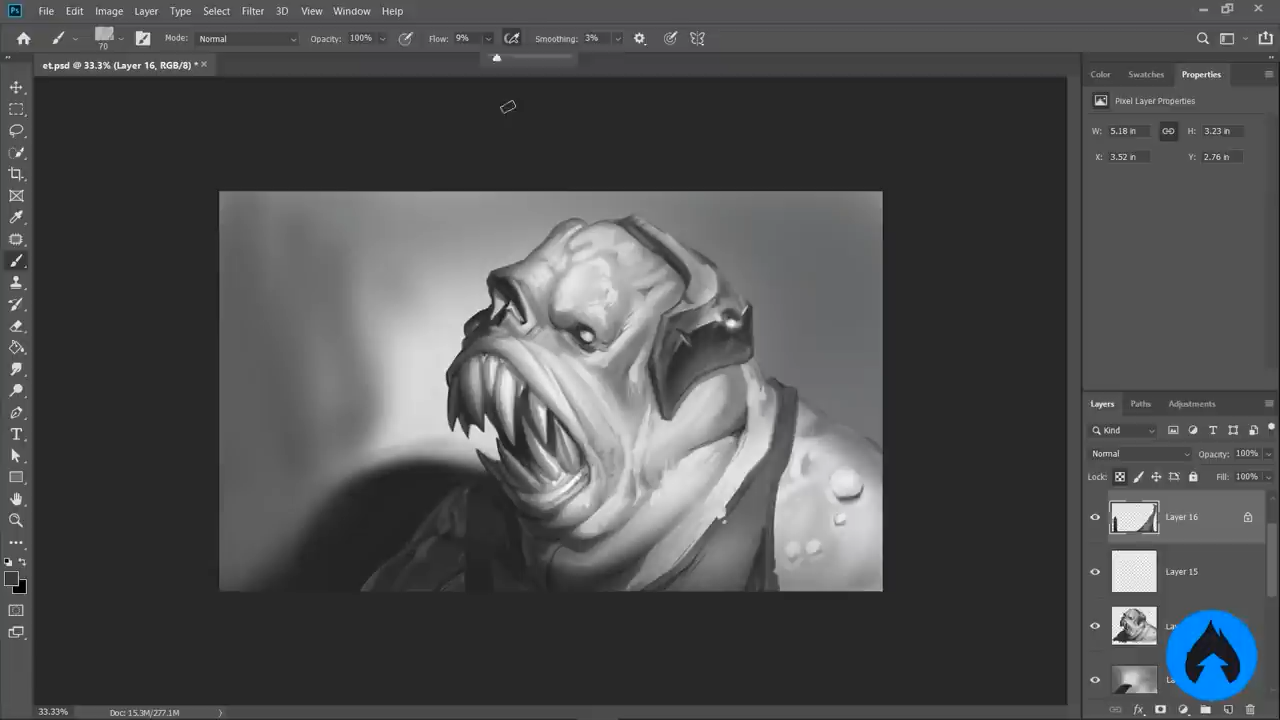 Ps File Edit Image Layer Type Select Filter 3D View Window Help
70 Mode: Normal Opacity: 100% Flow: 9% Smoothing: 3%
et.psd @ 33.3% (Layer 16, RGB/8) *
Color Swatches Properties
Pixel Layer Properties
W: 5.18 in H: 3.23 in
X: 3.52 in Y: 2.76 in
Layers Paths Adjustments
Kind
Normal Opacity: 100%
Lock: Fill: 100%
Layer 16
Layer 15
33.33% Doc: 15.3M/277.1M